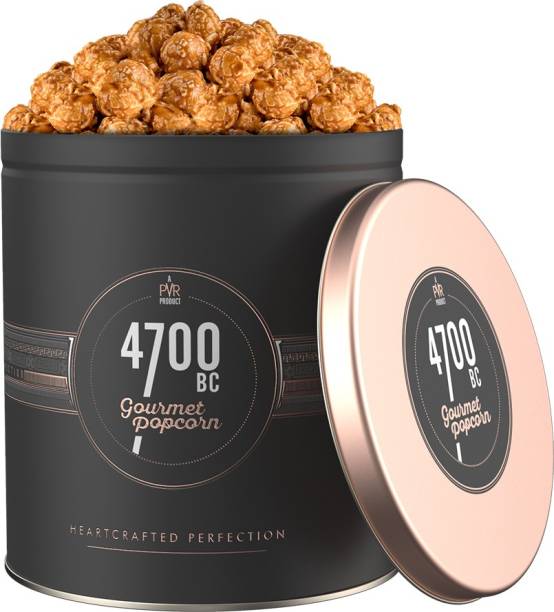 A
PVR
PRODUCT
4700
BC
Gourmet
Popcorn
HEARTCRAFTED PERFECTION
A
PVR
PRODUCT
4700
BC
Gourmet
Popcorn